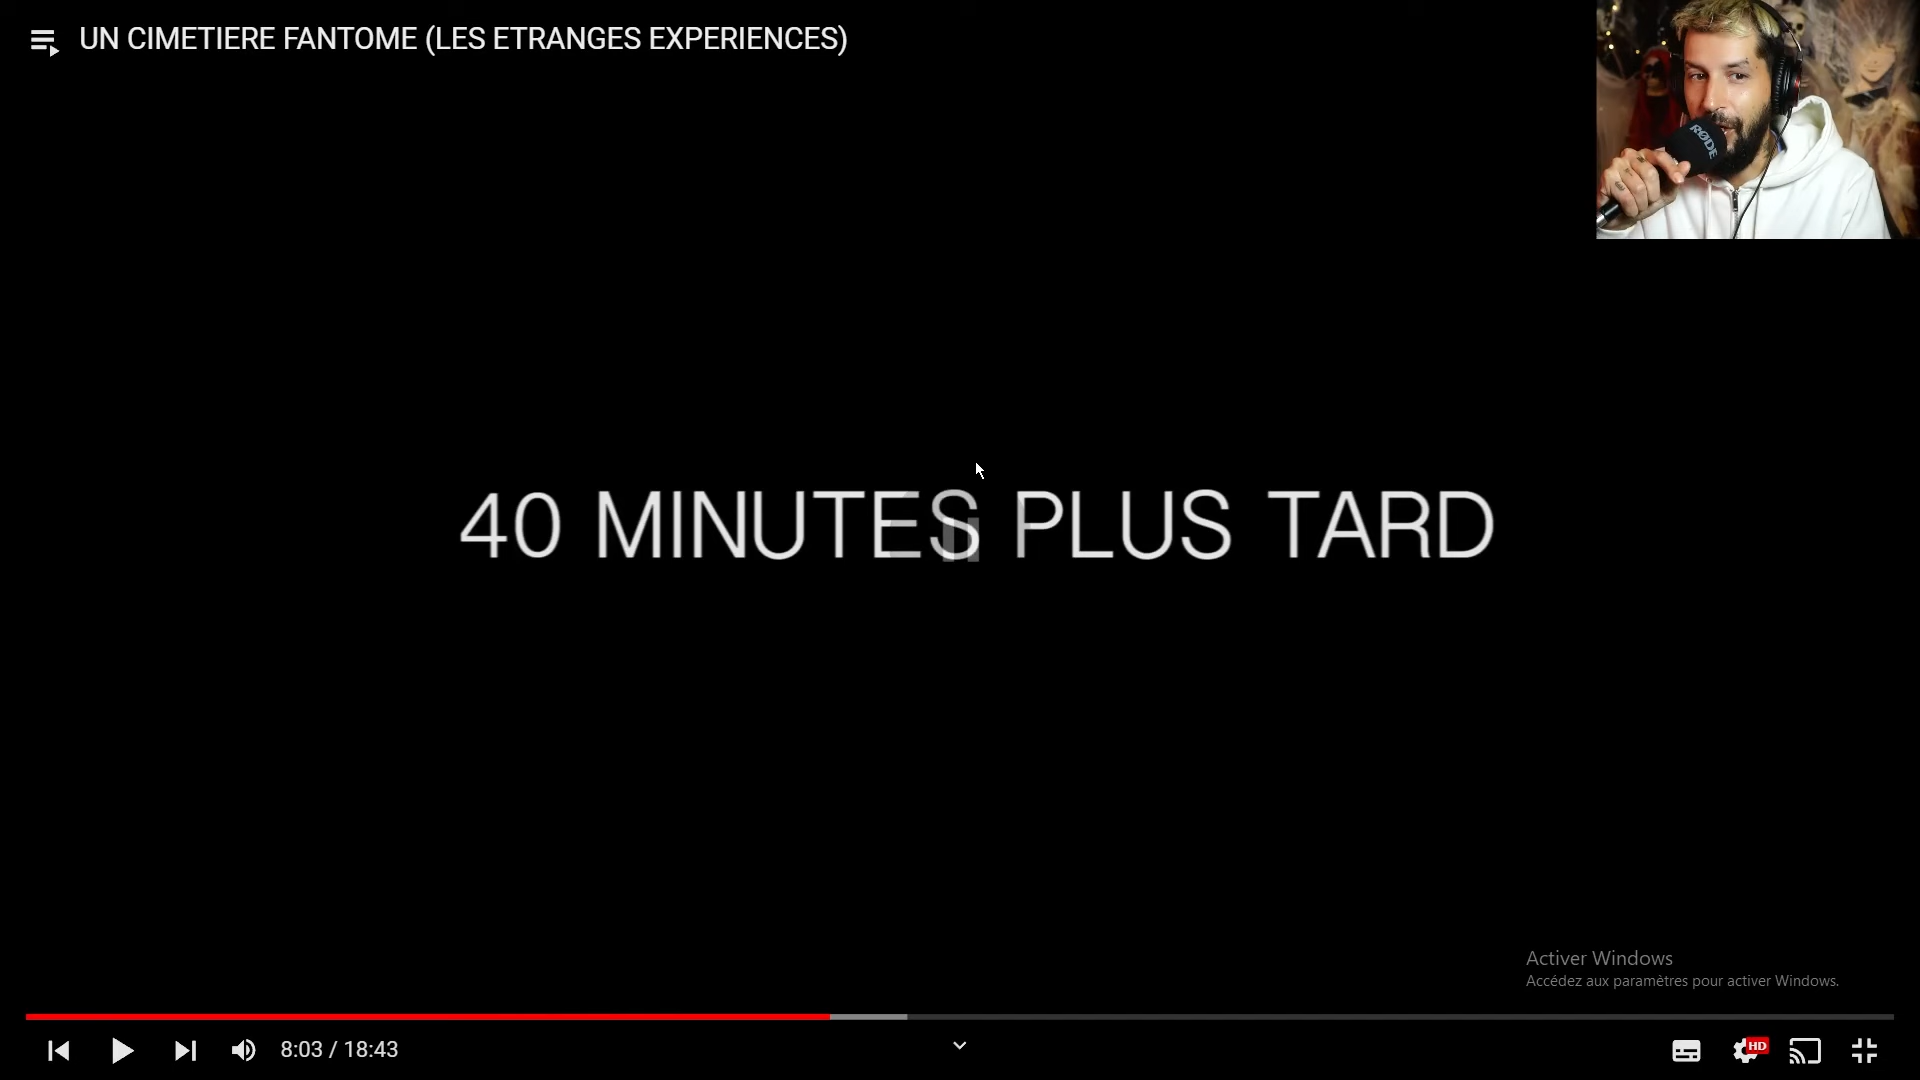 UN CIMETIERE FANTOME (LES ETRANGES EXPERIENCES)
RØDE
40 MINUTES PLUS TARD
Activer Windows
Accédez aux paramètres pour activer Windows.
8:03 / 18:43
HD